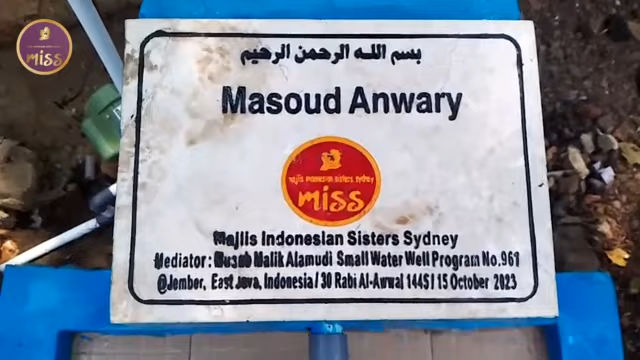 miss
بسم الله الرحمن الرحيم
Masoud Anwary
miss
Majlis Indonesian Sisters Sydney
Mediator : Malik Alamudi Small Water Well Program No.961
@Jember, East Java, Indonesia / 30 Rabi Al-Awwal 1445 / 15 October 2023